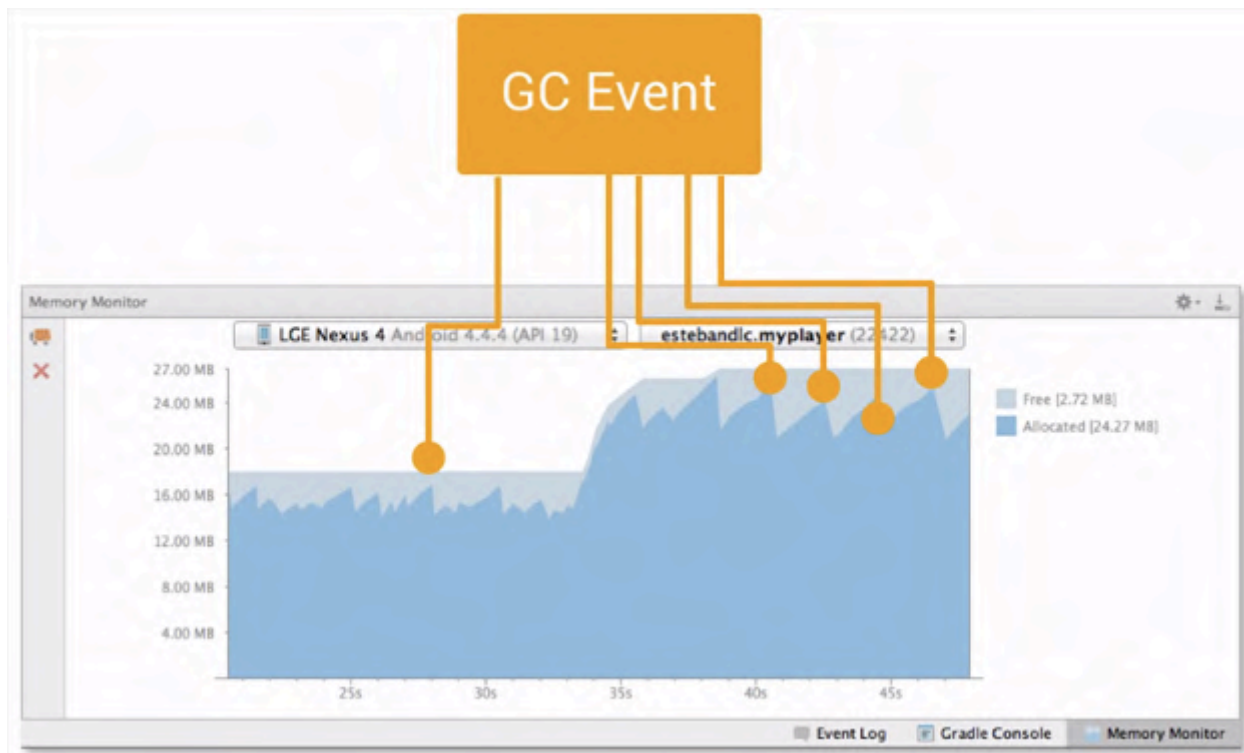 GC Event
Memory Monitor
LGE Nexus 4 Android 4.4.4 (API 19)
estebandlc.myplayer (22422)
27.00 MB
24.00 MB
20.00 MB
16.00 MB
12.00 MB
8.00 MB
4.00 MB
Free [2.72 MB]
Allocated [24.27 MB]
25s 30s 35s 40s 45s
Event Log Gradle Console Memory Monitor